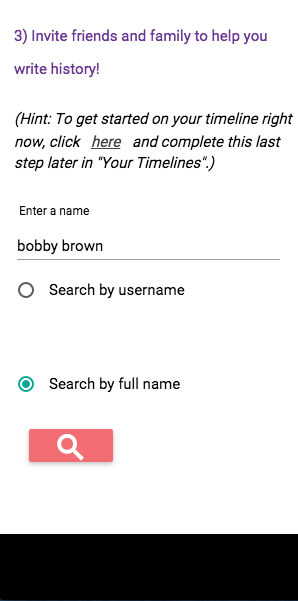 3) Invite friends and family to help you
write history!
(Hint: To get started on your timeline right
now, click here and complete this last
step later in "Your Timelines".)
Enter a name
bobby brown
Search by username
Search by full name